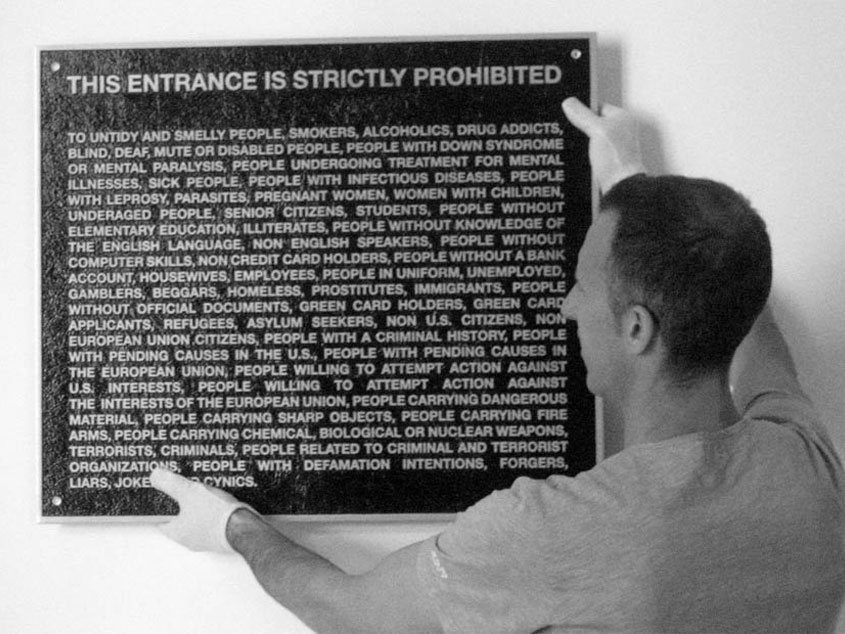 THIS ENTRANCE IS STRICTLY PROHIBITED
TO UNTIDY AND SMELLY PEOPLE, SMOKERS, ALCOHOLICS, DRUG ADDICTS,
BLIND, DEAF, MUTE OR DISABLED PEOPLE, PEOPLE WITH DOWN SYNDROME
OR MENTAL PARALYSIS, PEOPLE UNDERGOING TREATMENT FOR MENTAL
ILLNESSES, SICK PEOPLE, PEOPLE WITH INFECTIOUS DISEASES, PEOPLE
WITH LEPROSY, PARASITES, PREGNANT WOMEN, WOMEN WITH CHILDREN,
UNDERAGED PEOPLE, SENIOR CITIZENS, STUDENTS, PEOPLE WITHOUT
ELEMENTARY EDUCATION, ILLITERATES, PEOPLE WITHOUT KNOWLEDGE OF
THE ENGLISH LANGUAGE, NON ENGLISH SPEAKERS, PEOPLE WITHOUT
COMPUTER SKILLS, NON CREDIT CARD HOLDERS, PEOPLE WITHOUT A BANK
ACCOUNT, HOUSEWIVES, EMPLOYEES, PEOPLE IN UNIFORM, UNEMPLOYED,
GAMBLERS, BEGGARS, HOMELESS, PROSTITUTES, IMMIGRANTS, PEOPLE
WITHOUT OFFICIAL DOCUMENTS, GREEN CARD HOLDERS, GREEN CARD
APPLICANTS, REFUGEES, ASYLUM SEEKERS, NON U.S. CITIZENS, NON
EUROPEAN UNION CITIZENS, PEOPLE WITH A CRIMINAL HISTORY, PEOPLE
WITH PENDING CAUSES IN THE U.S., PEOPLE WITH PENDING CAUSES IN
THE EUROPEAN UNION, PEOPLE WILLING TO ATTEMPT ACTION AGAINST
U.S. INTERESTS, PEOPLE WILLING TO ATTEMPT ACTION AGAINST
THE INTERESTS OF THE EUROPEAN UNION, PEOPLE CARRYING DANGEROUS
MATERIAL, PEOPLE CARRYING SHARP OBJECTS, PEOPLE CARRYING FIRE
ARMS, PEOPLE CARRYING CHEMICAL, BIOLOGICAL OR NUCLEAR WEAPONS,
TERRORISTS, CRIMINALS, PEOPLE RELATED TO CRIMINAL AND TERRORIST
ORGANIZATIONS, PEOPLE WITH DEFAMATION INTENTIONS, FORGERS,
LIARS, CYNICS.